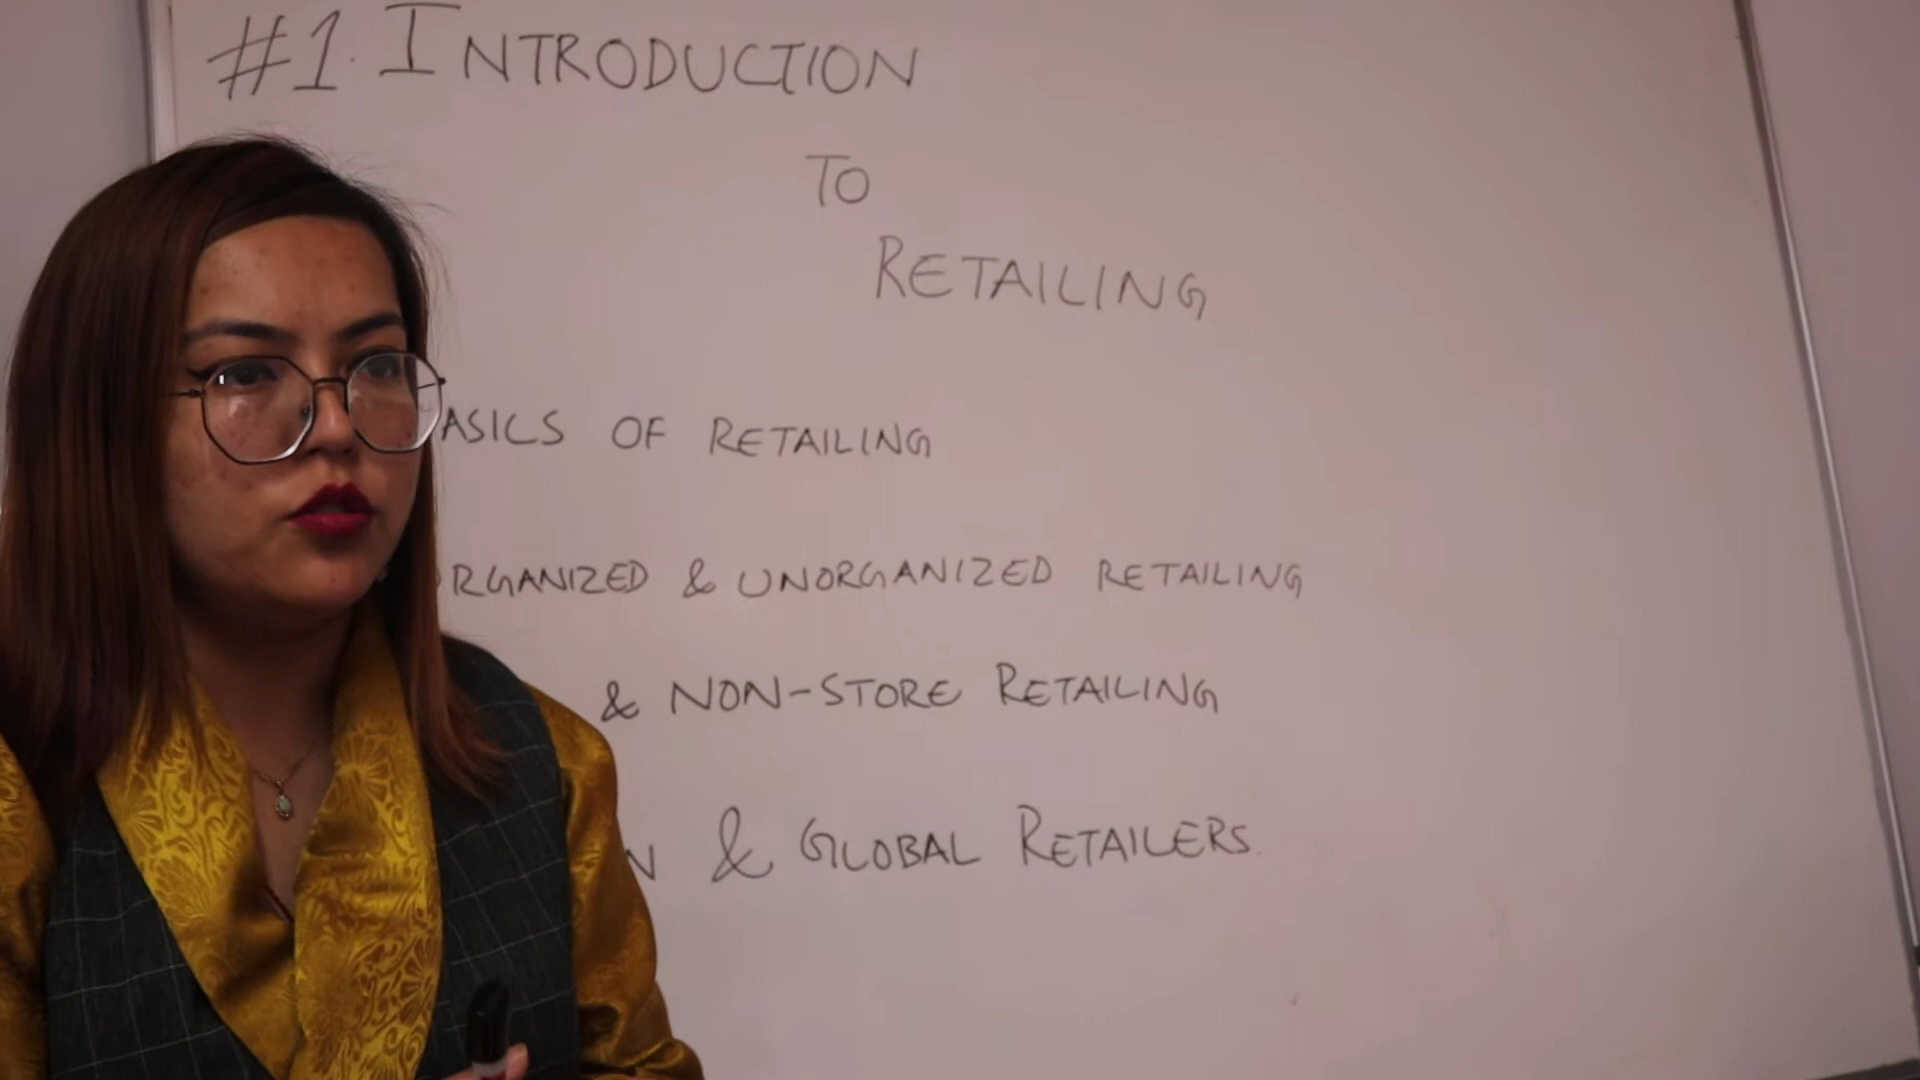 #1. INTRODUCTION
TO
RETAILING
ASICS OF RETAILING
RGANIZED & UNORGANIZED RETAILING
& NON-STORE RETAILING
N & GLOBAL RETAILERS